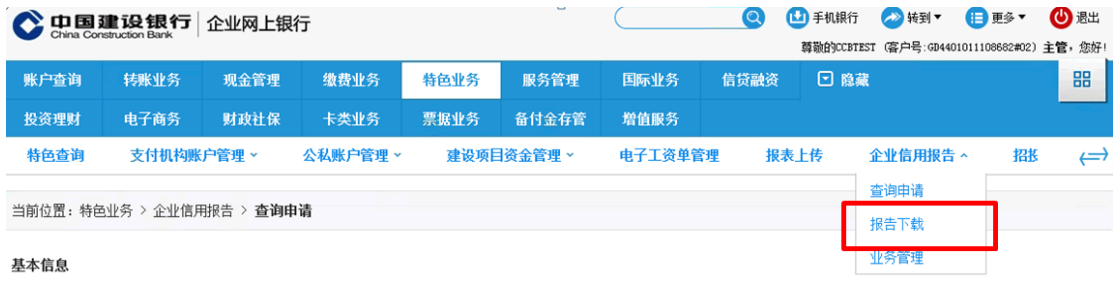 中国建设银行 企业网上银行 手机银行 转到 更多 退出
China Construction Bank
尊敬的CCBTEST (客户号:GD4401011108682#02) 主管, 您好!
账户查询 转账业务 现金管理 缴费业务 特色业务 服务管理 国际业务 信贷融资 隐藏
投资理财 电子商务 财政社保 卡类业务 票据业务 备付金存管 增值服务
特色查询 支付机构账户管理 公私账户管理 建设项目资金管理 电子工资单管理 报表上传 企业信用报告
查询申请
当前位置: 特色业务 > 企业信用报告 > 查询申请
报告下载
业务管理
基本信息